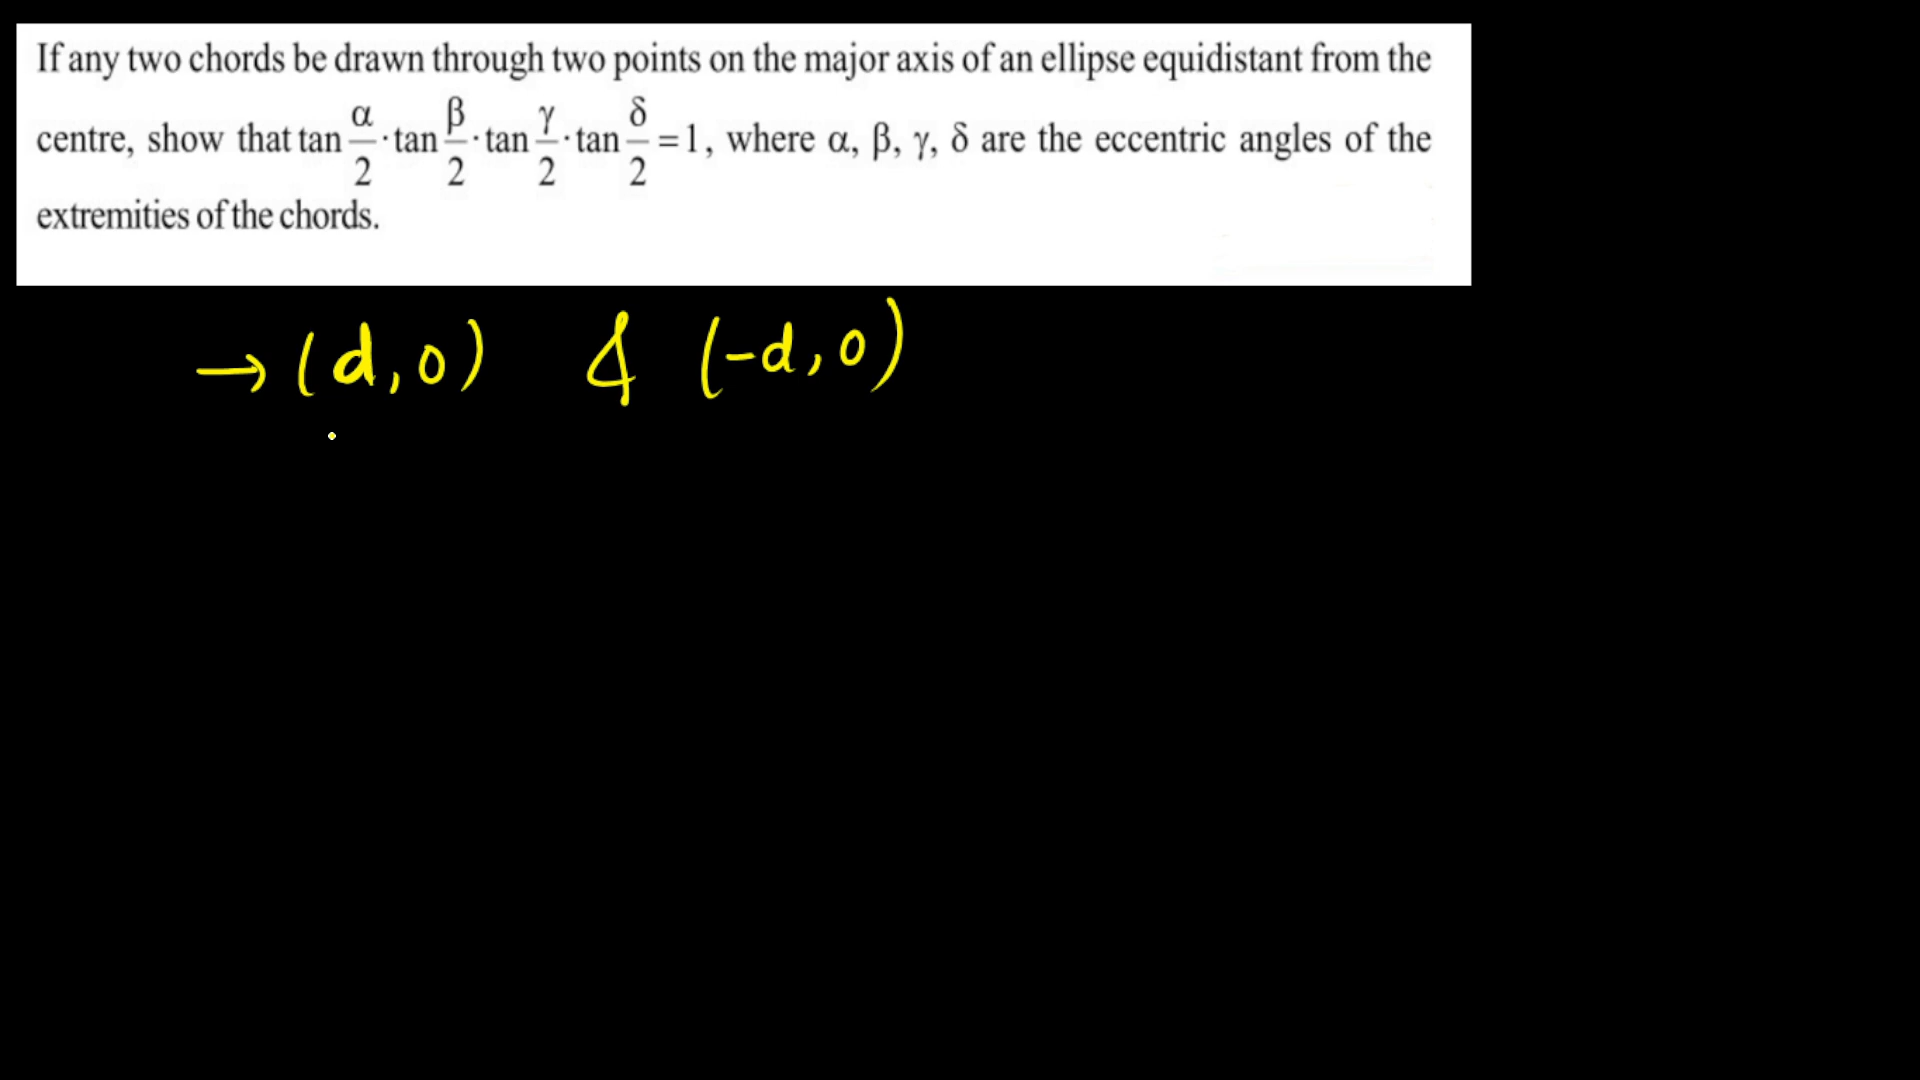 If any two chords be drawn through two points on the major axis of an ellipse equidistant from the
centre, show that tan α/2 · tan β/2 · tan γ/2 · tan δ/2 = 1, where α, β, γ, δ are the eccentric angles of the
extremities of the chords.
→ (d, 0) & (-d, 0)